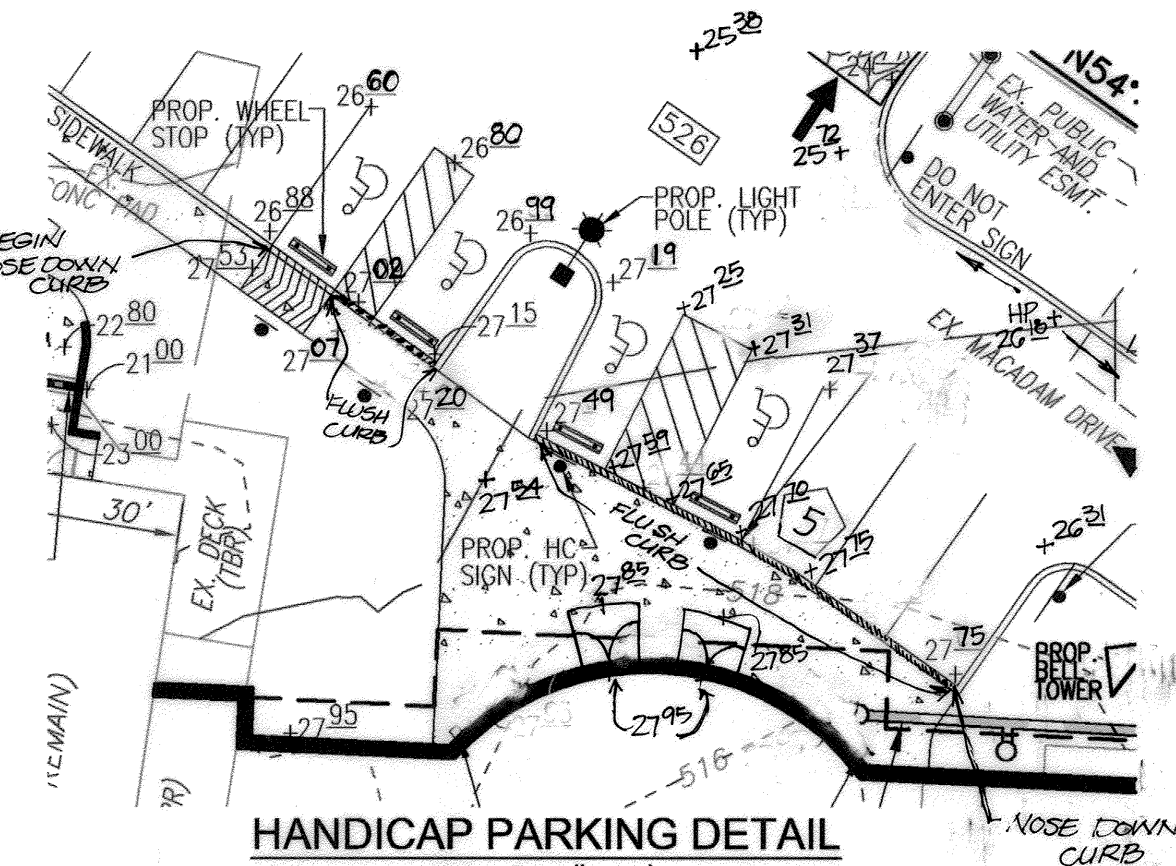 25 38
26 60
PROP. WHEEL
STOP (TYP)
SIDEWALK
EX.
CONC PAD
26 80
526
N54°
EX. PUBLIC
WATER AND
UTILITY ESMT.
25 72
26 88
26 99
PROP. LIGHT
POLE (TYP)
DO NOT
ENTER SIGN
BEGIN
NOSE DOWN
CURB
27 53
27 02
27 19
27 25
27 15
27 31
HP
26 18
22 80
27 07
27 37
EX. MACADAM DRIVE
21 00
FLUSH
CURB
27 20
27 49
23 00
27 59
27 65
27 54
27 70
5
30'
EX. DECK
(TBR)
FLUSH
CURB
27 75
26 31
PROP. HC
SIGN (TYP)
27 85
518
27 85
27 75
PROP.
BELL
TOWER
REMAIN)
27 95
27 95
516
HANDICAP PARKING DETAIL
NOSE DOWN
CURB